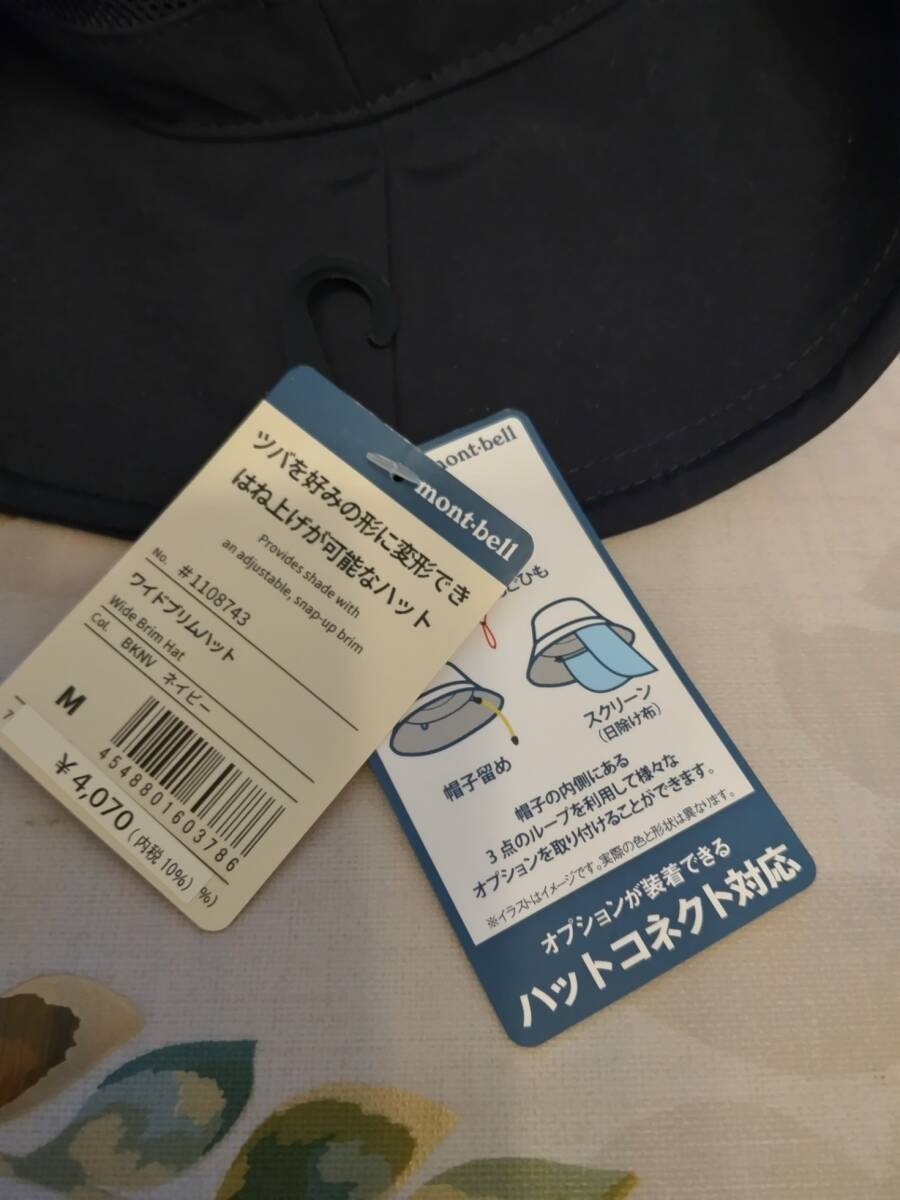 mont·bell
ツバを好みの形に変形でき
はね上げが可能なハット
Provides shade with
an adjustable, snap-up brim
No. #1108743
ワイドブリムハット
Wide Brim Hat
Col. BKNV ネイビー
M
4548801603786
¥4,070(内税10%)
%)
mont·bell
ひも
スクリーン
(日除け布)
帽子留め
帽子の内側にある
3点のループを利用して様々な
オプションを取り付けることができます。
※イラストはイメージです。実際の色と形状は異なります。
オプションが装着できる
ハットコネクト対応